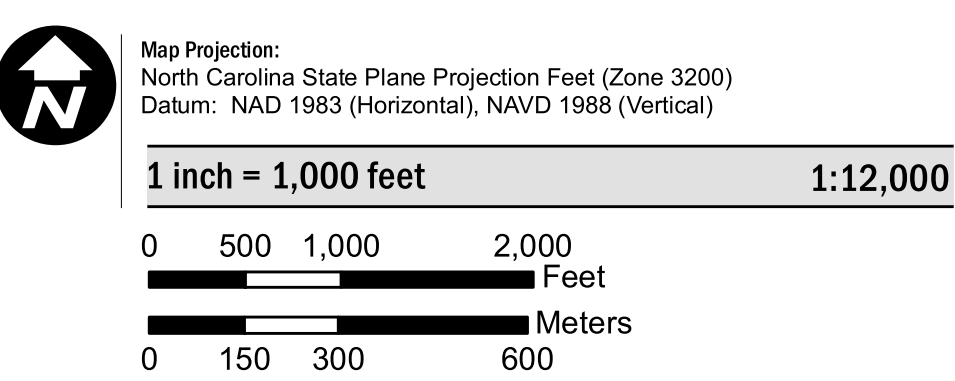 N
Map Projection:
North Carolina State Plane Projection Feet (Zone 3200)
Datum: NAD 1983 (Horizontal), NAVD 1988 (Vertical)
1 inch = 1,000 feet 1:12,000
0 500 1,000 2,000
Feet
Meters
0 150 300 600